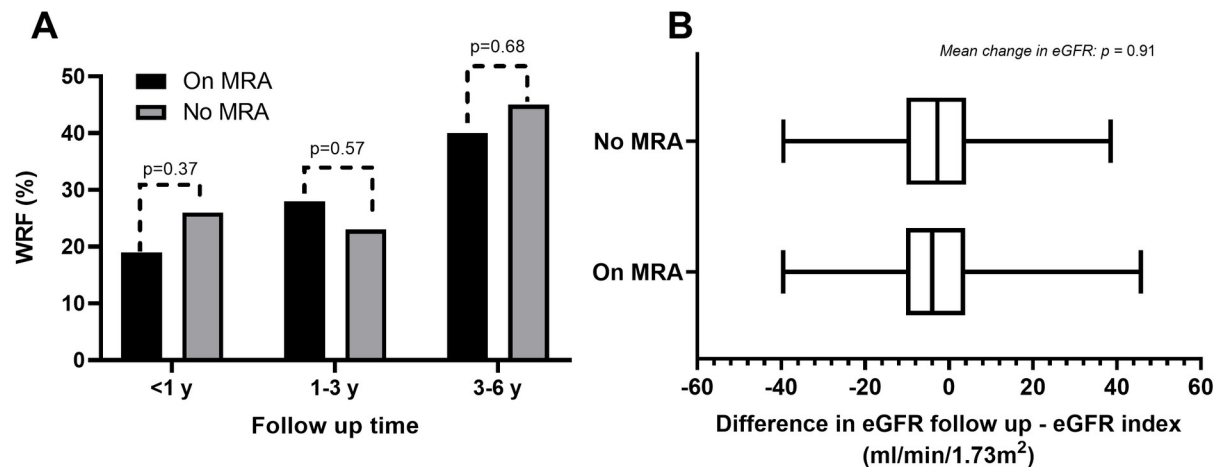 A
On MRA
No MRA
p=0.37
p=0.57
p=0.68
WRF (%)
50
40
30
20
10
0
<1 y
1-3 y
3-6 y
Follow up time
B
Mean change in eGFR: p = 0.91
No MRA
On MRA
-60
-40
-20
0
20
40
60
Difference in eGFR follow up - eGFR index
(ml/min/1.73m²)